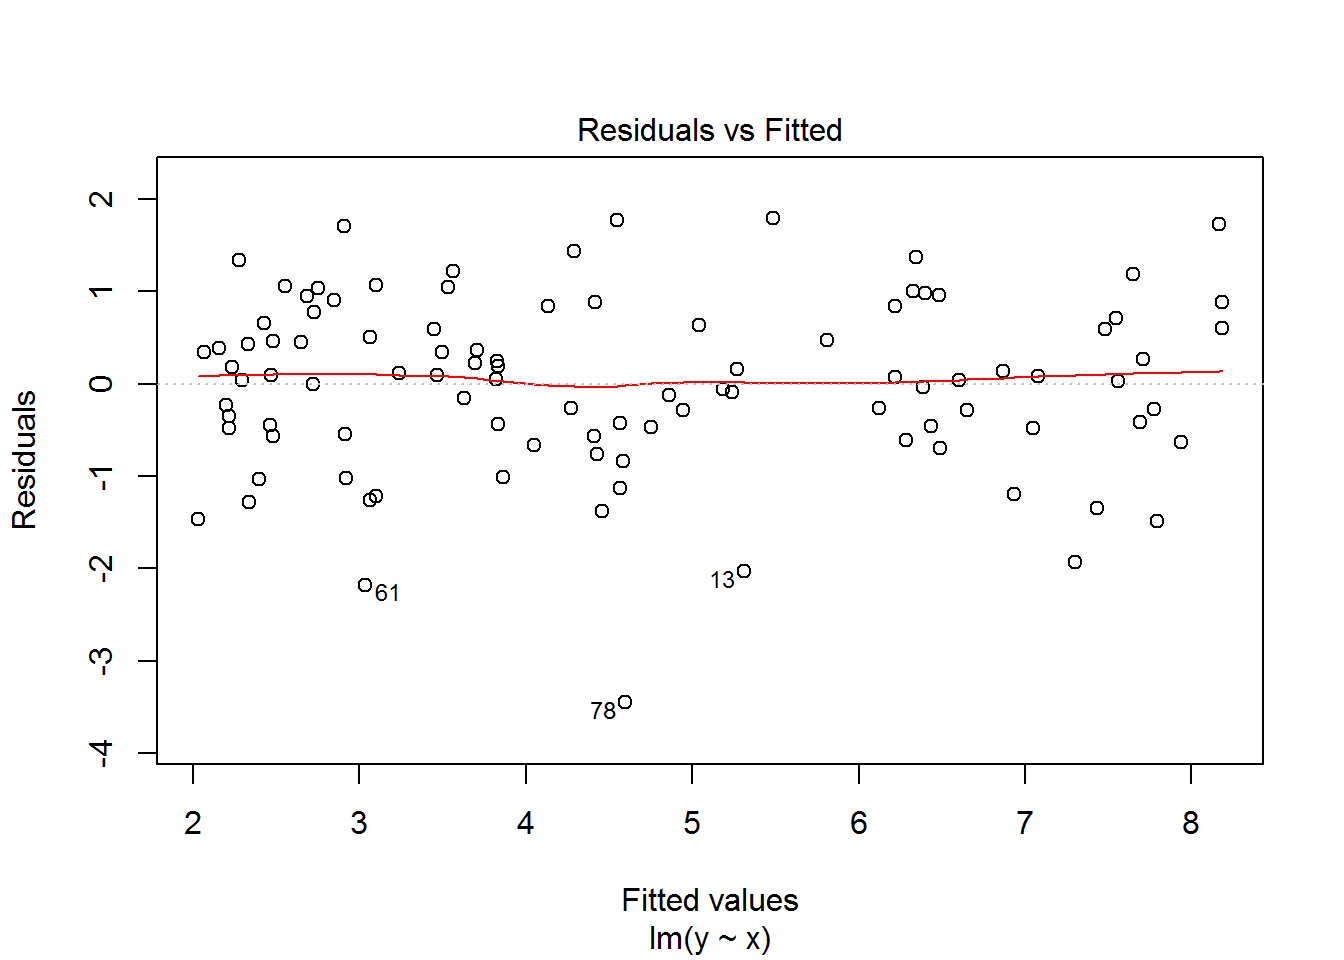 Residuals vs Fitted
Residuals
2
1
0
-1
-2
-3
-4
61
13
78
2 3 4 5 6 7 8
Fitted values
lm(y ~ x)